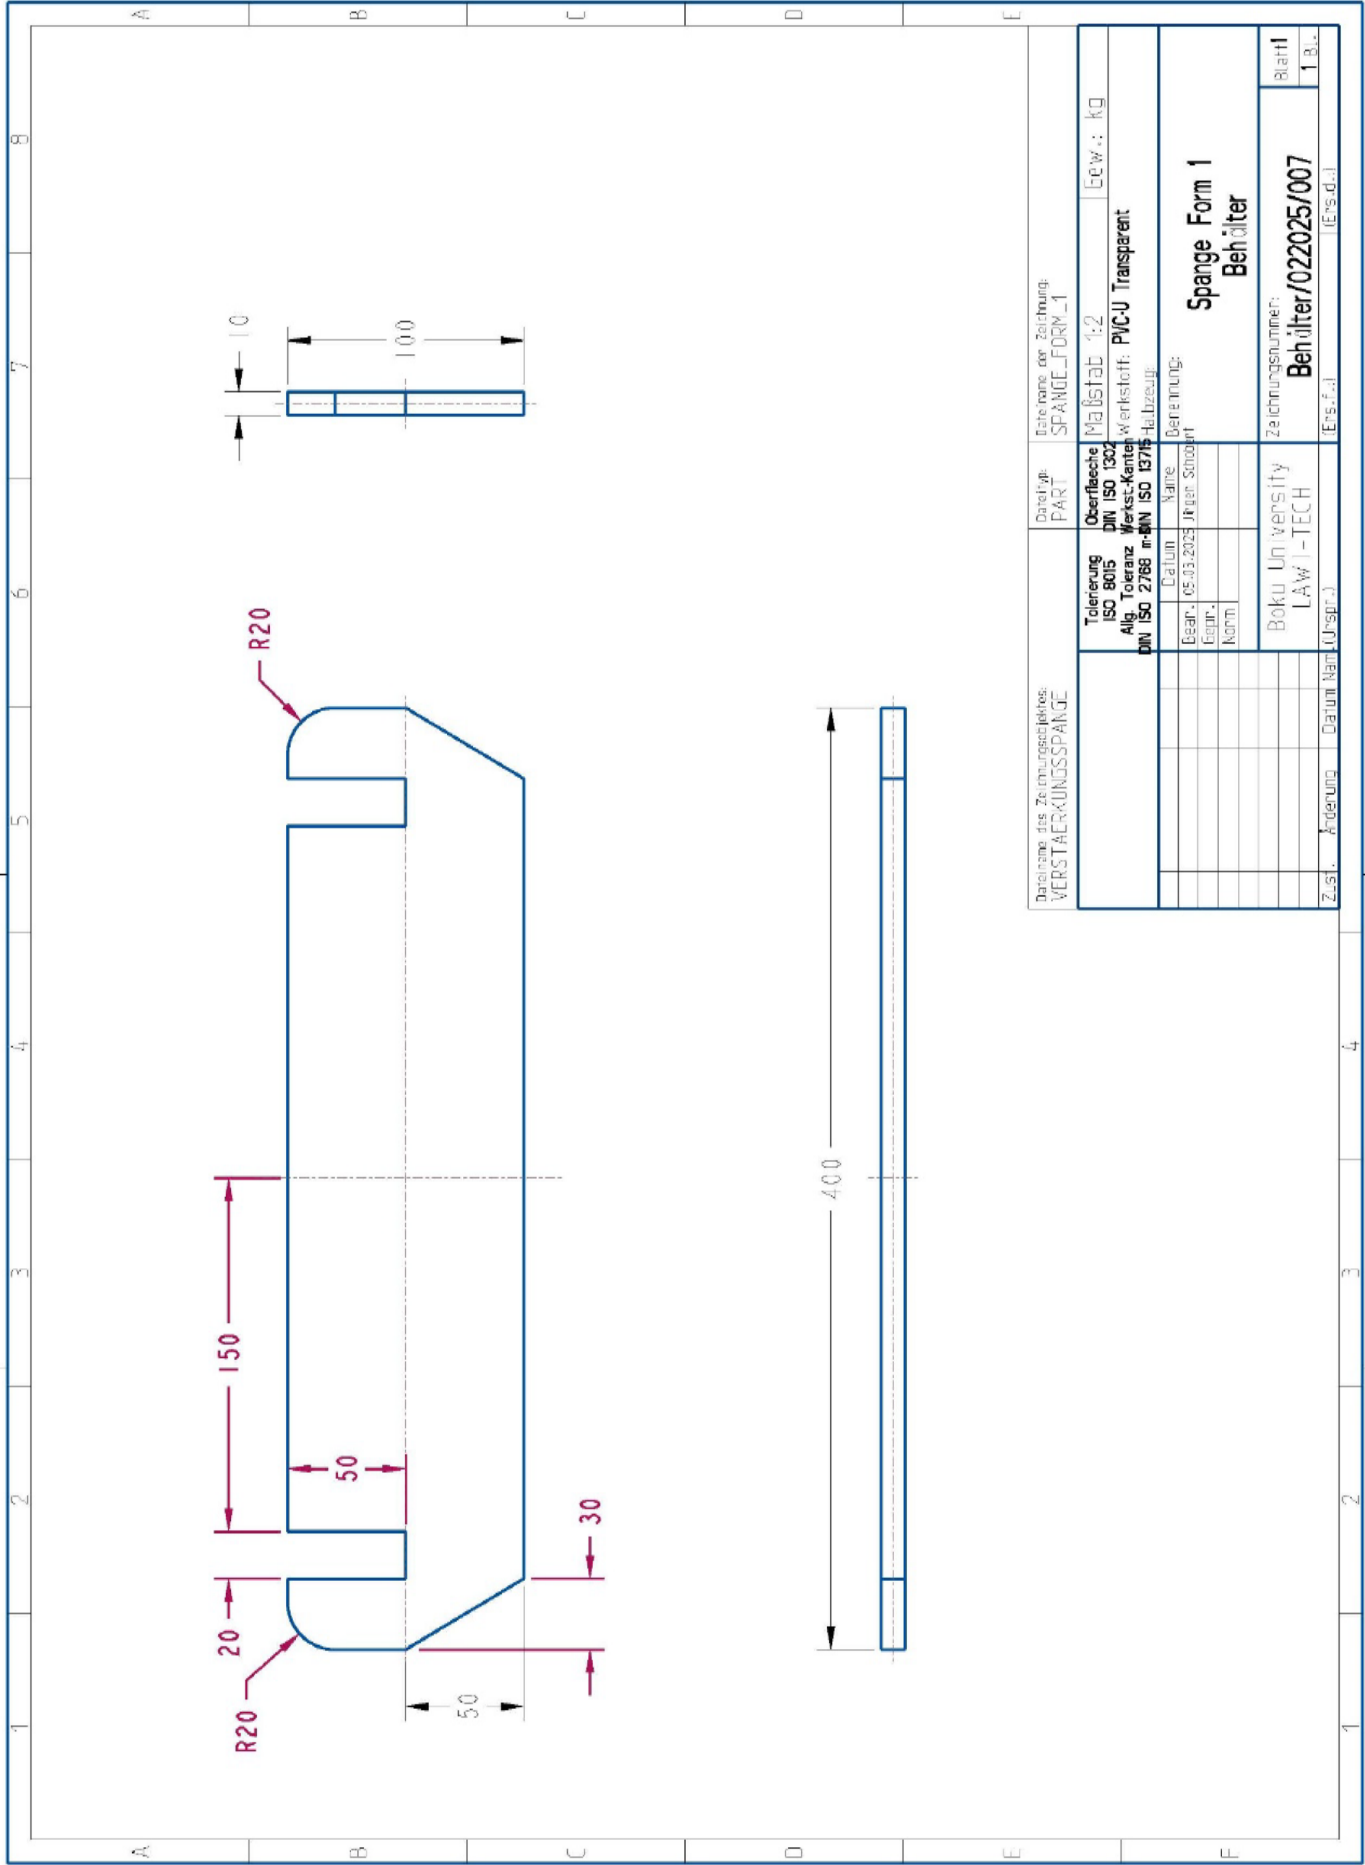 1 2 3 4 5 6 7 8
A
B
C
D
E
R20
20
150
50
30
50
R20
10
100
400
Dateiname des Zeichnungsobjektes:
VERSTAERKUNGSSPANGE
Dateityp:
PART
Dateiname der Zeichnung:
SPANGE_FORM_1
Tolerierung
ISO 8015
Oberflaeche
DIN ISO 1302
Allg. Toleranz
DIN ISO 2768 m-
Werkst.-Kanten
DIN ISO 13715
Maßstab 1:2
Gew.: kg
Werkstoff: PVC-U Transparent
Halbzeug:
Datum Name
Bear. 05.03.2025 Jürgen Schobert
Gepr.
Norm
Benennung:
Spange Form 1
Behälter
Boku University
LAWI-TECH
Zeichnungsnummer:
Behälter/022025/007
Blatt1
1 Bl.
Zust. Änderung Datum Nam. (Urspr.)
(Ers.f.:)
(Ers.d.:)
A
B
C
D
E
F
1 2 3 4